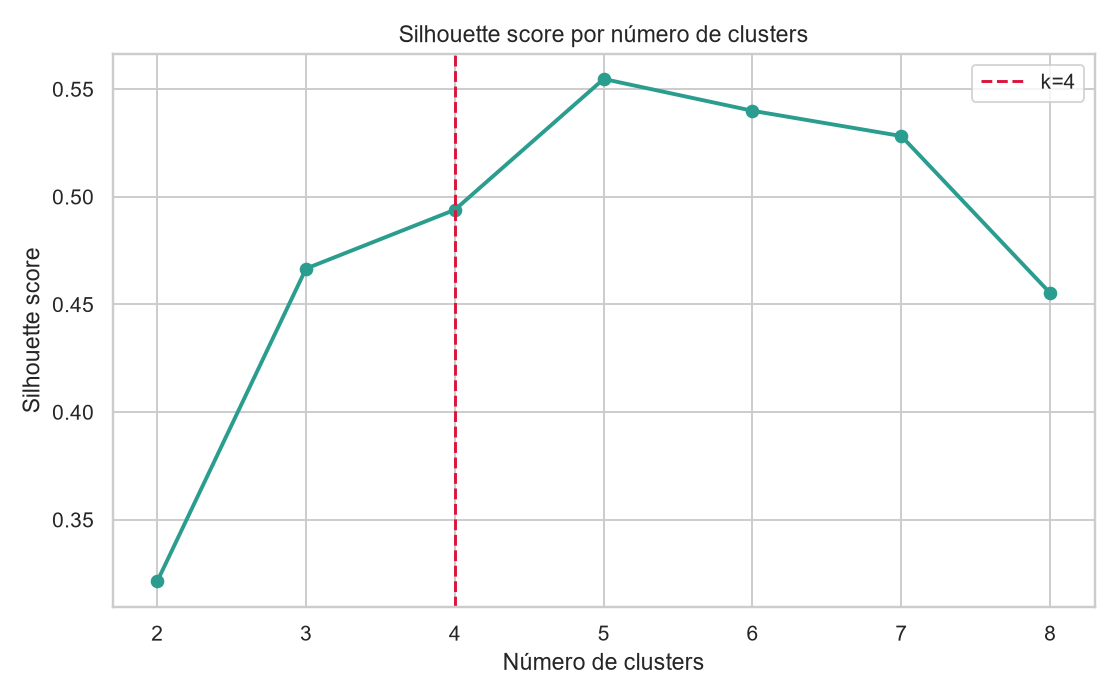 Silhouette score por número de clusters
k=4
Silhouette score
0.55
0.50
0.45
0.40
0.35
2 3 4 5 6 7 8
Número de clusters